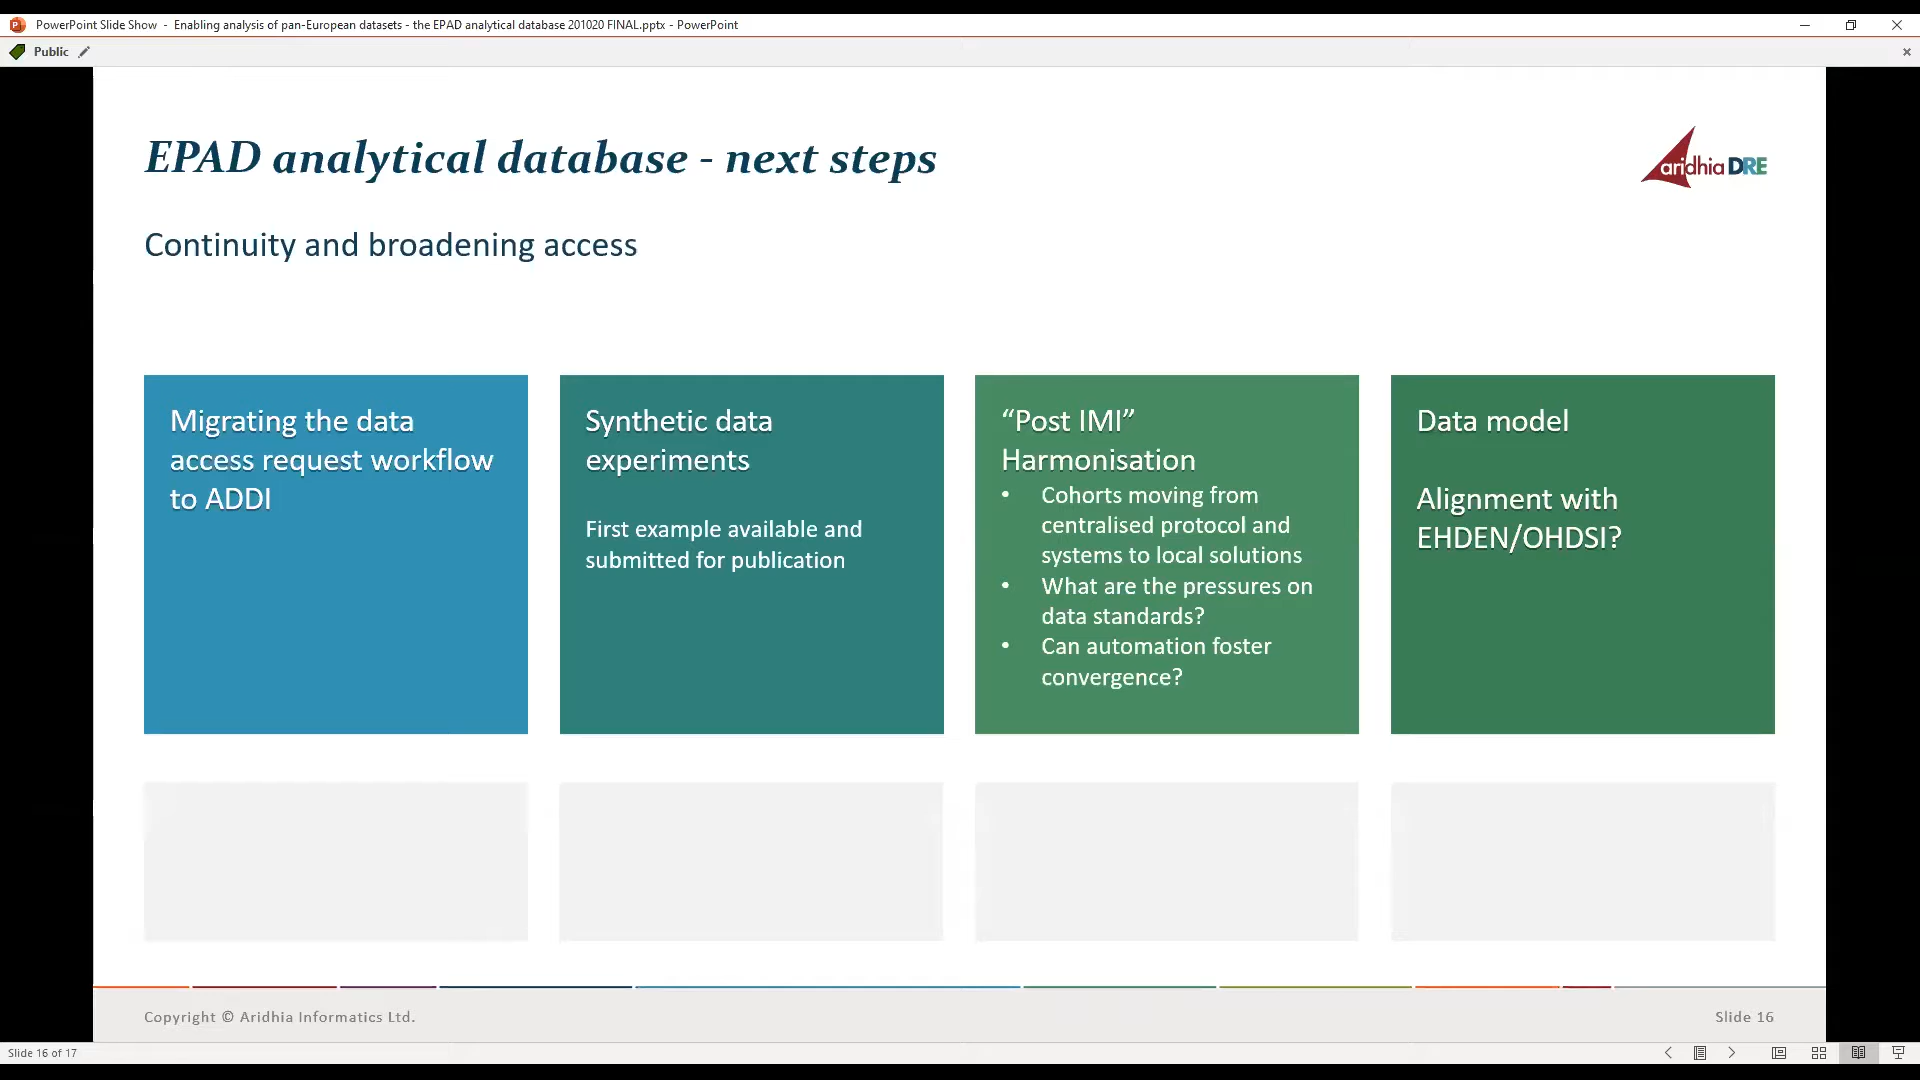 PowerPoint Slide Show - Enabling analysis of pan-European datasets - the EPAD analytical database 201020 FINAL.pptx - PowerPoint
Public
EPAD analytical database - next steps
aridhia DRE
Continuity and broadening access
Migrating the data
access request workflow
to ADDI
Synthetic data
experiments
First example available and
submitted for publication
“Post IMI”
Harmonisation
• Cohorts moving from
centralised protocol and
systems to local solutions
• What are the pressures on
data standards?
• Can automation foster
convergence?
Data model
Alignment with
EHDEN/OHDSI?
Copyright © Aridhia Informatics Ltd.
Slide 16
Slide 16 of 17